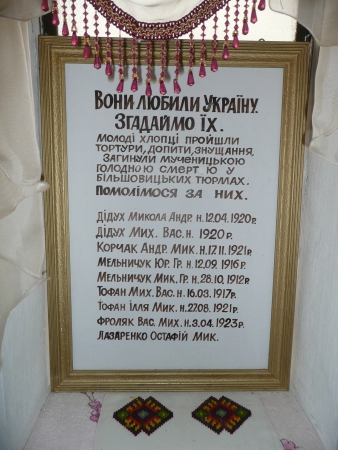 Вони любили Україну.
Згадаймо їх.
Молоді хлопці пройшли
тортури, допити, знущання,
загинули мученицькою
голодною смертю у
більшовицьких тюрмах.
Помолімося за них.
Дідух Микола Андр. н. 12.04.1920р.
Дідух Мих. Вас. н. 1920р.
Корчак Андр. Мик. н. 17.11.1921р.
Мельничук Юр. Гр. н. 12.09.1916р.
Мельничук Мик. Гр. н. 28.10.1912р.
Тофан Мих. Вас. н. 16.03.1917р.
Тофан Ілля Мик. н. 27.08.1921р.
Фроляк Вас. Мих. н. 3.04.1923р.
Лазаренко Остафій Мик.